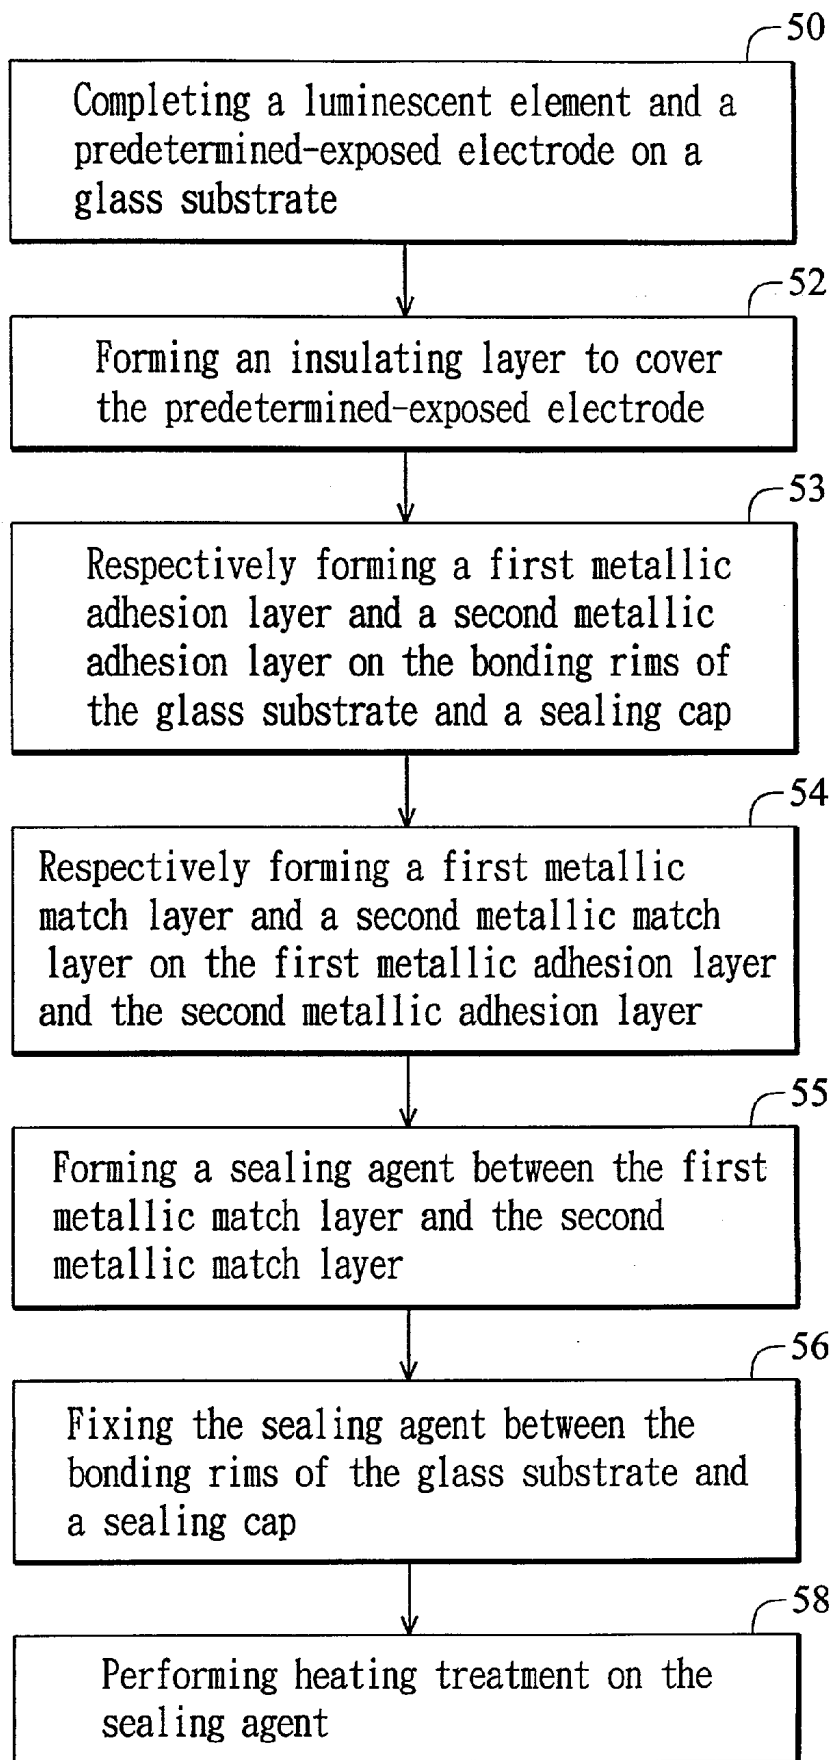 50
Completing a luminescent element and a
predetermined-exposed electrode on a
glass substrate
52
Forming an insulating layer to cover
the predetermined-exposed electrode
53
Respectively forming a first metallic
adhesion layer and a second metallic
adhesion layer on the bonding rims of
the glass substrate and a sealing cap
54
Respectively forming a first metallic
match layer and a second metallic match
layer on the first metallic adhesion layer
and the second metallic adhesion layer
55
Forming a sealing agent between the first
metallic match layer and the second
metallic match layer
56
Fixing the sealing agent between the
bonding rims of the glass substrate and
a sealing cap
58
Performing heating treatment on the
sealing agent